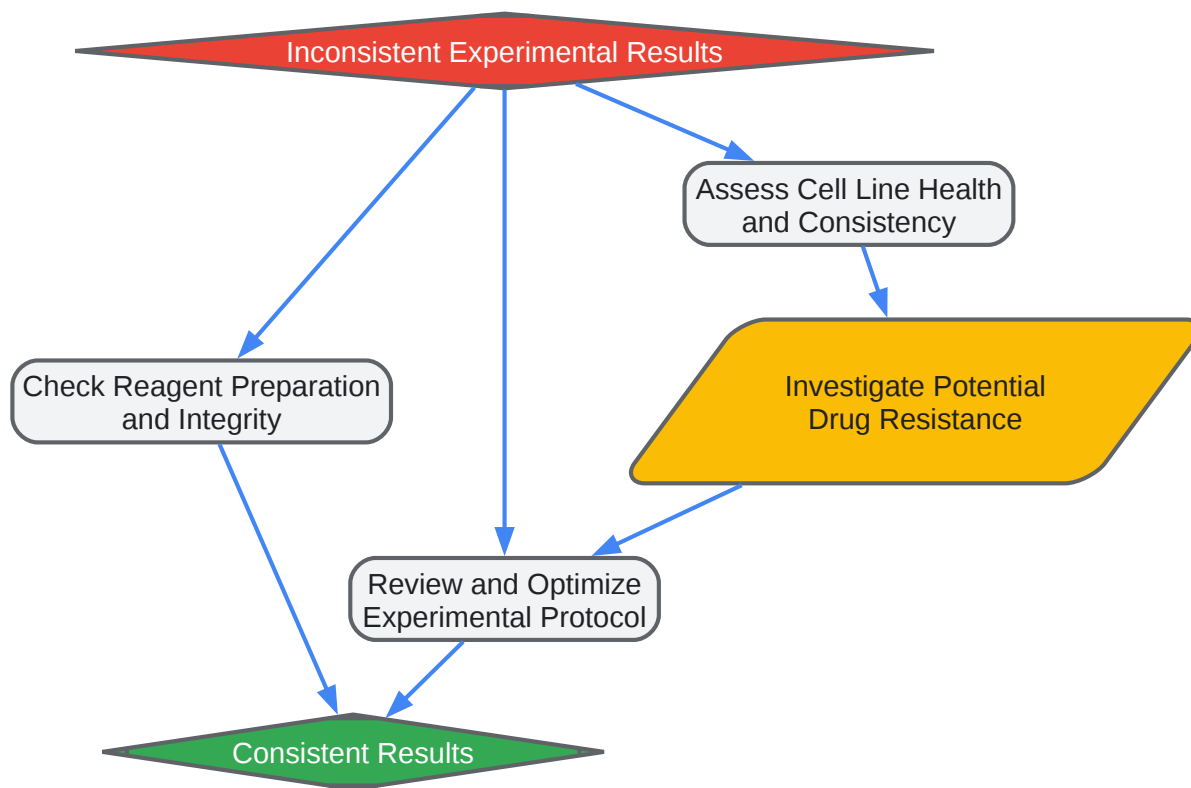 Inconsistent Experimental Results
Assess Cell Line Health
and Consistency
Check Reagent Preparation
and Integrity
Investigate Potential
Drug Resistance
Review and Optimize
Experimental Protocol
Consistent Results